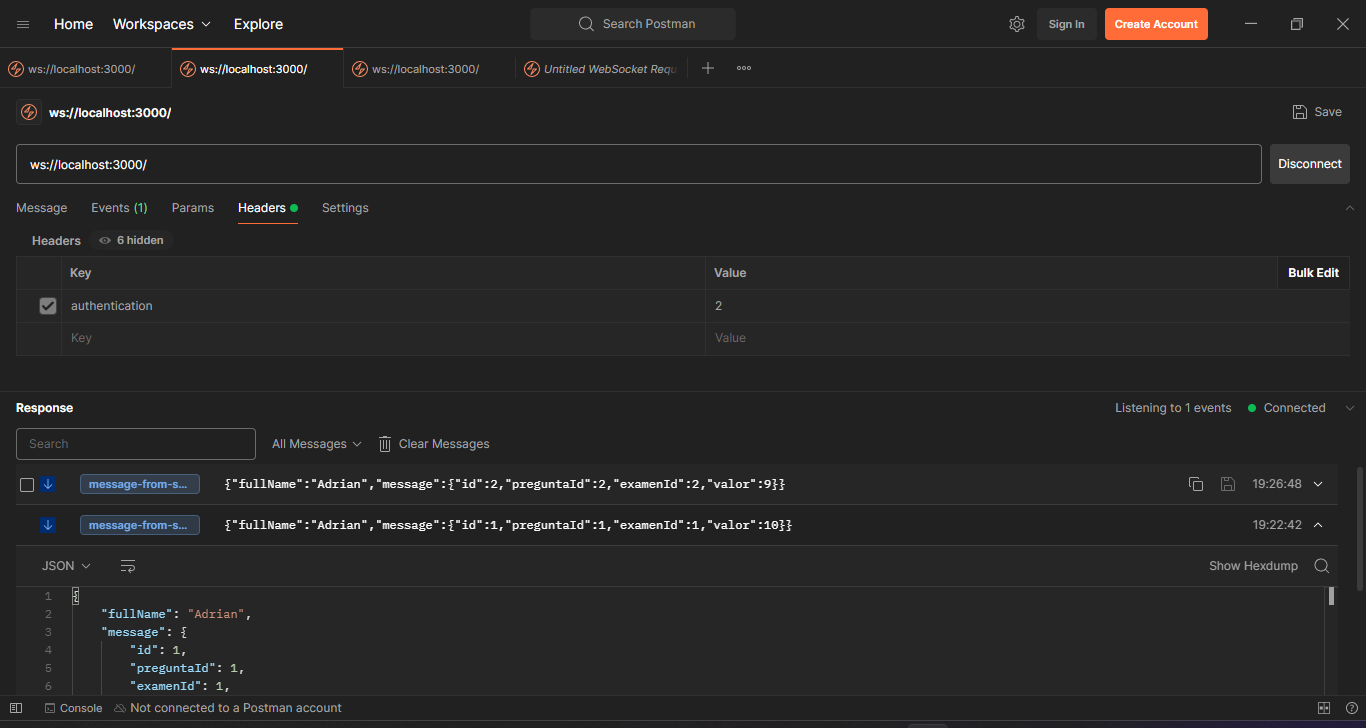 Home Workspaces Explore Search Postman Sign In Create Account
ws://localhost:3000/ ws://localhost:3000/ ws://localhost:3000/ Untitled WebSocket Requ
ws://localhost:3000/ Save
ws://localhost:3000/ Disconnect
Message Events (1) Params Headers Settings
Headers 6 hidden
Key Value Bulk Edit
authentication 2
Key Value
Response Listening to 1 events Connected
Search All Messages Clear Messages
message-from-s... {"fullName":"Adrian","message":{"id":2,"preguntaId":2,"examenId":2,"valor":9}} 19:26:48
message-from-s... {"fullName":"Adrian","message":{"id":1,"preguntaId":1,"examenId":1,"valor":10}} 19:22:42
JSON Show Hexdump
1 {
2 "fullName": "Adrian",
3 "message": {
4 "id": 1,
5 "preguntaId": 1,
6 "examenId": 1,
Console Not connected to a Postman account